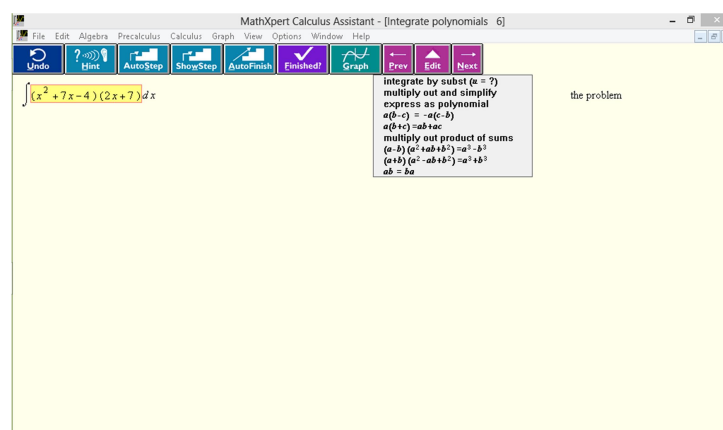 MathXpert Calculus Assistant - [Integrate polynomials 6]
File Edit Algebra Precalculus Calculus Graph View Options Window Help
Undo ?Hint AutoStep ShowStep AutoFinish Finished? Graph Prev Edit Next
∫(x² + 7x − 4)(2x + 7)dx the problem
integrate by subst (u = ?)
multiply out and simplify
express as polynomial
a(b-c) = -a(c-b)
a(b+c)=ab+ac
multiply out product of sums
(a-b)(a²+ab+b²)=a³-b³
(a+b)(a²-ab+b²)=a³+b³
ab = ba